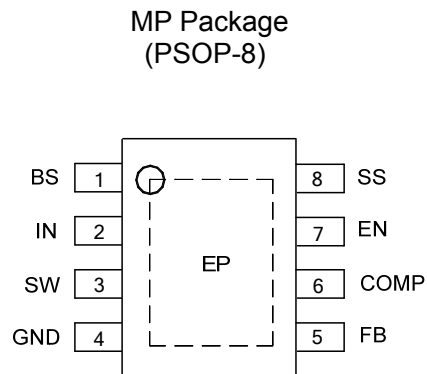 MP Package
(PSOP-8)
BS 1 8 SS
IN 2 7 EN
EP
SW 3 6 COMP
GND 4 5 FB